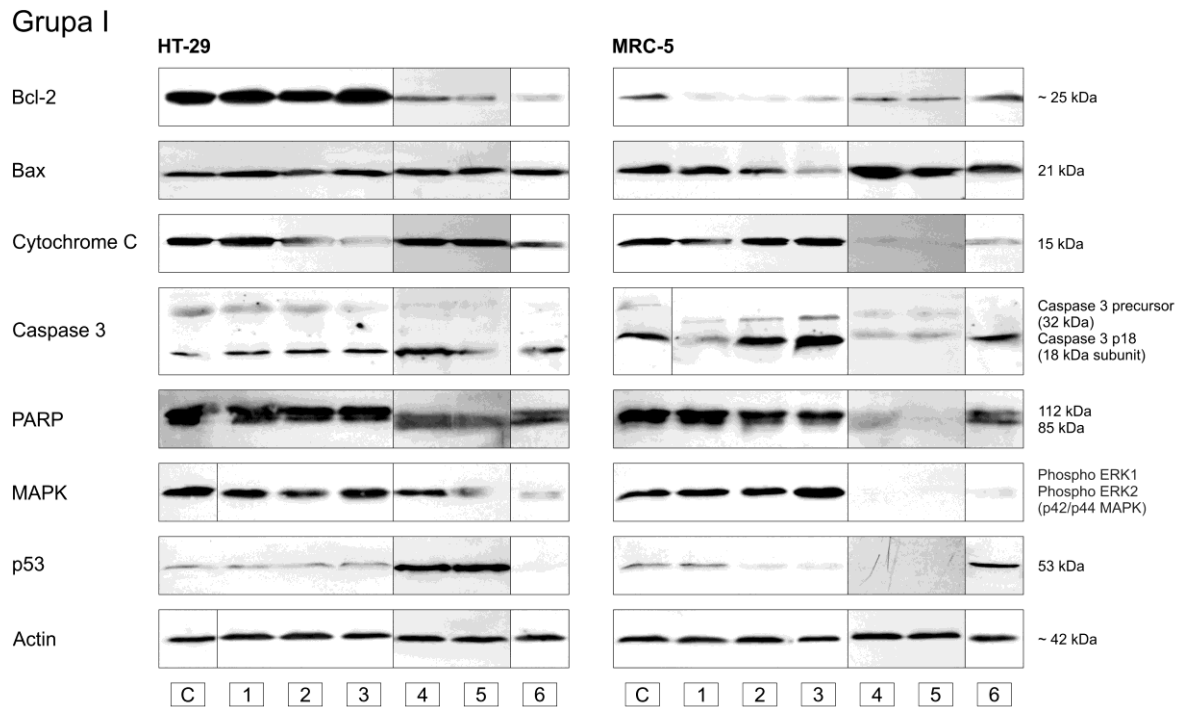 Grupa I
HT-29 MRC-5
Bcl-2 ~ 25 kDa
Bax 21 kDa
Cytochrome C 15 kDa
Caspase 3 Caspase 3 precursor
(32 kDa)
Caspase 3 p18
(18 kDa subunit)
PARP 112 kDa
85 kDa
MAPK Phospho ERK1
Phospho ERK2
(p42/p44 MAPK)
p53 53 kDa
Actin ~ 42 kDa
C 1 2 3 4 5 6 C 1 2 3 4 5 6